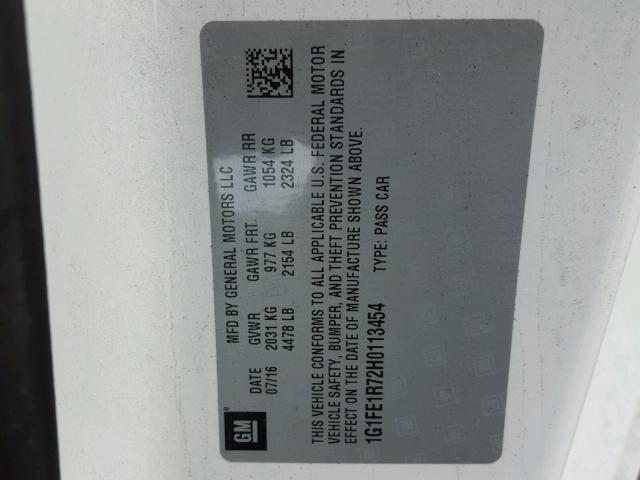 MFD BY GENERAL MOTORS LLC
DATE GVWR GAWR FRT GAWR RR
07/16 2031 KG 977 KG 1054 KG
4478 LB 2154 LB 2324 LB
GM®
THIS VEHICLE CONFORMS TO ALL APPLICABLE U.S. FEDERAL MOTOR
VEHICLE SAFETY, BUMPER, AND THEFT PREVENTION STANDARDS IN
EFFECT ON THE DATE OF MANUFACTURE SHOWN ABOVE.
1G1FE1R72H0113454 TYPE: PASS CAR